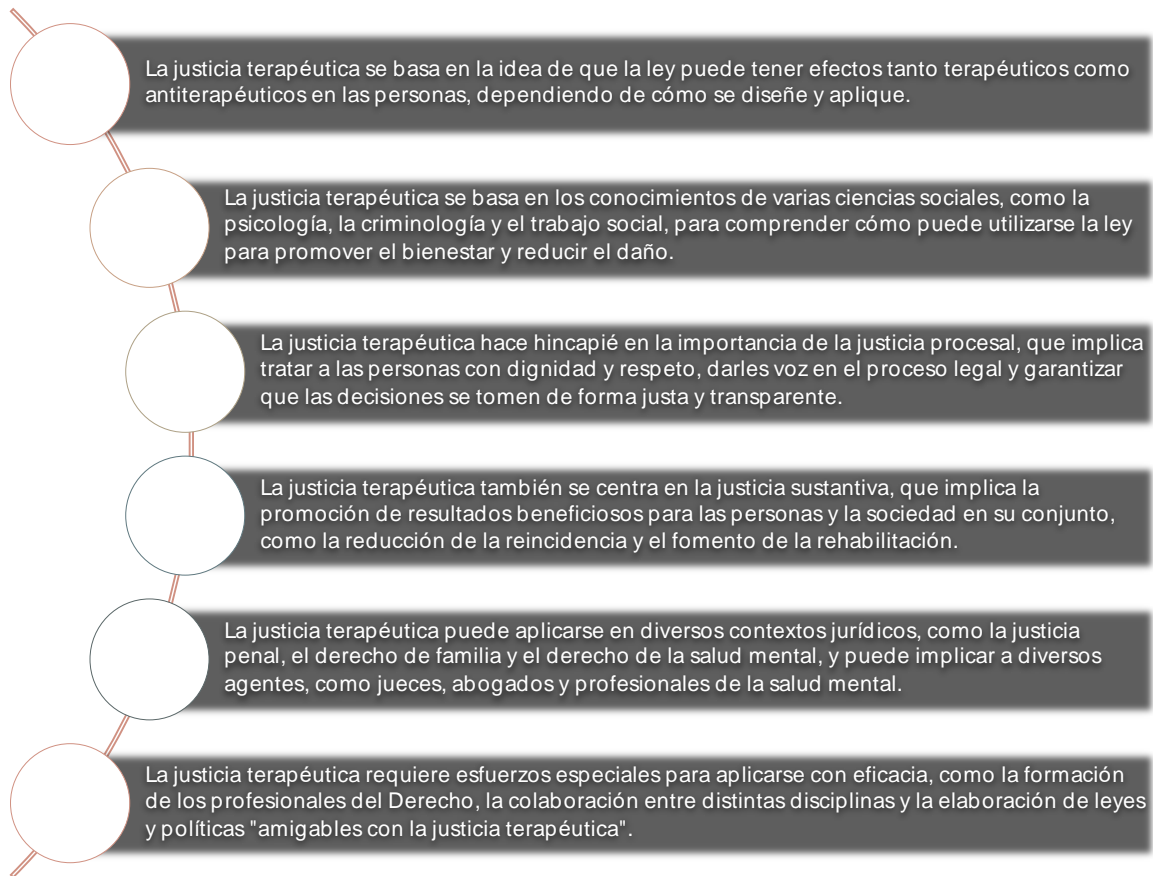 La justicia terapéutica se basa en la idea de que la ley puede tener efectos tanto terapéuticos como
antiterapéuticos en las personas, dependiendo de cómo se diseñe y aplique.
La justicia terapéutica se basa en los conocimientos de varias ciencias sociales, como la
psicología, la criminología y el trabajo social, para comprender cómo puede utilizarse la ley
para promover el bienestar y reducir el daño.
La justicia terapéutica hace hincapié en la importancia de la justicia procesal, que implica
tratar a las personas con dignidad y respeto, darles voz en el proceso legal y garantizar
que las decisiones se tomen de forma justa y transparente.
La justicia terapéutica también se centra en la justicia sustantiva, que implica la
promoción de resultados beneficiosos para las personas y la sociedad en su conjunto,
como la reducción de la reincidencia y el fomento de la rehabilitación.
La justicia terapéutica puede aplicarse en diversos contextos jurídicos, como la justicia
penal, el derecho de familia y el derecho de la salud mental, y puede implicar a diversos
agentes, como jueces, abogados y profesionales de la salud mental.
La justicia terapéutica requiere esfuerzos especiales para aplicarse con eficacia, como la formación
de los profesionales del Derecho, la colaboración entre distintas disciplinas y la elaboración de leyes
y políticas "amigables con la justicia terapéutica".